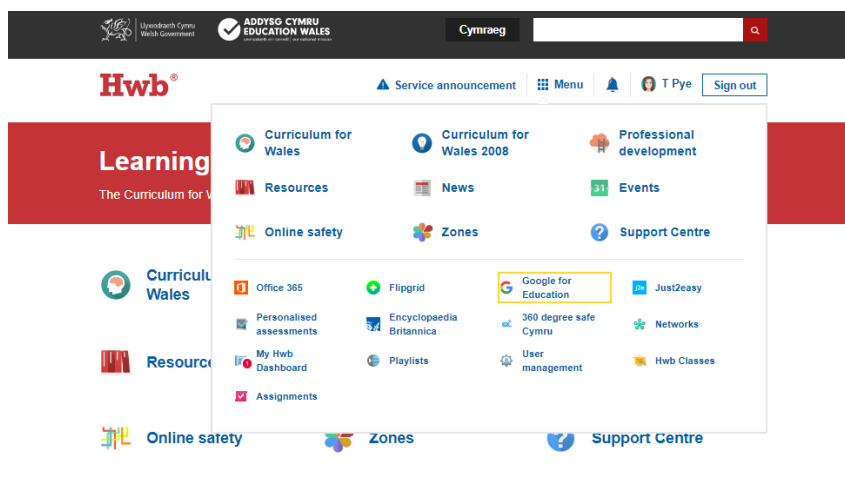 Llywodraeth Cymru
Welsh Government
ADDYSG CYMRU
EDUCATION WALES
Cymraeg
Hwb®
Service announcement
Menu
T Pye
Sign out
Learning
The Curriculum for W
Curriculum for
Wales
Curriculum for
Wales 2008
Professional
development
Resources
News
31
Events
Online safety
Zones
?
Support Centre
Office 365
Flipgrid
Google for
Education
j2e
Just2easy
Personalised
assessments
Encyclopaedia
Britannica
360 degree safe
Cymru
Networks
My Hwb
Dashboard
1
Playlists
User
management
Hwb Classes
Assignments
Curriculu
Wales
Resource
Online safety
Zones
?
Support Centre